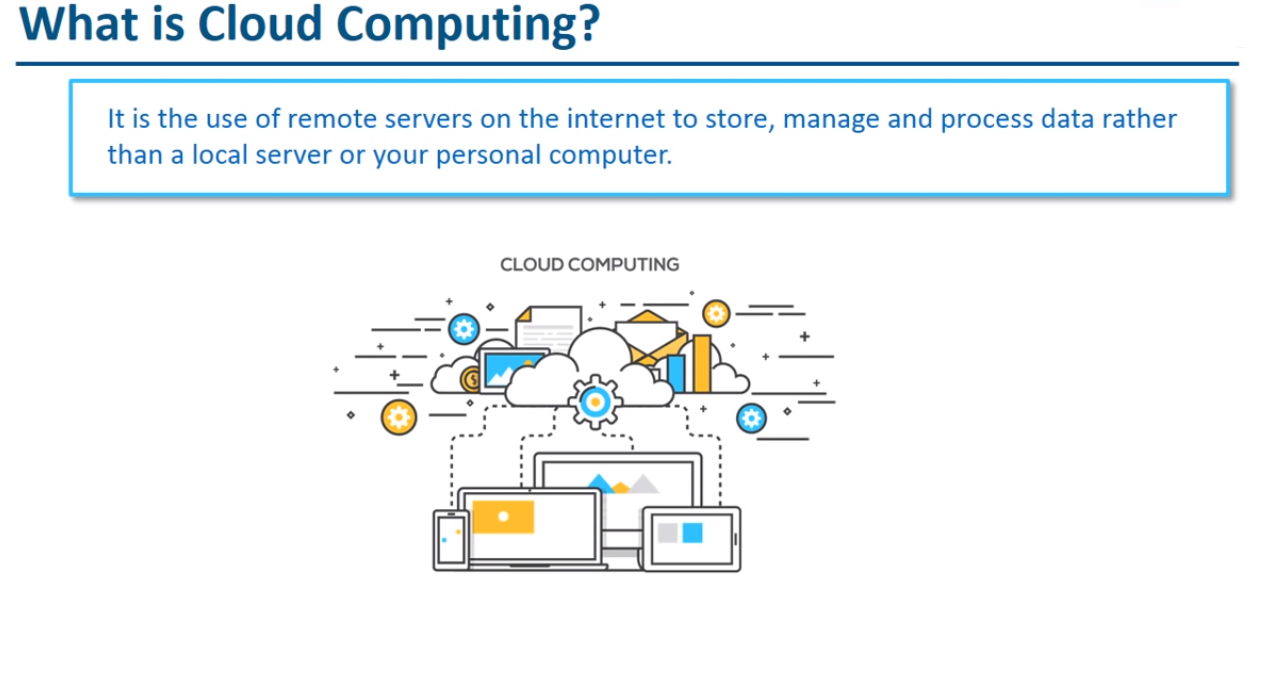 What is Cloud Computing?
It is the use of remote servers on the internet to store, manage and process data rather
than a local server or your personal computer.
CLOUD COMPUTING